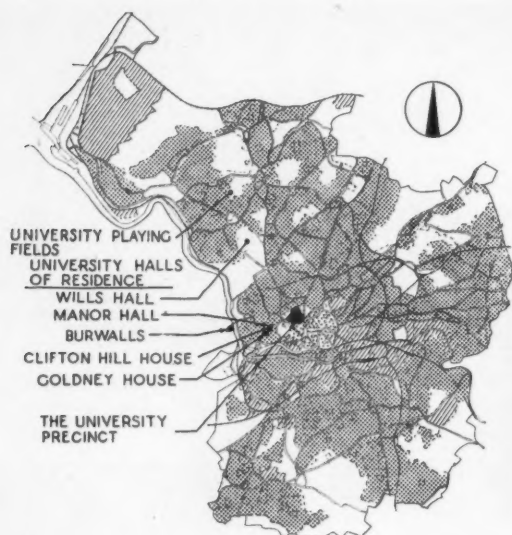 UNIVERSITY PLAYING
FIELDS
UNIVERSITY HALLS
OF RESIDENCE
WILLS HALL
MANOR HALL
BURWALLS
CLIFTON HILL HOUSE
GOLDNEY HOUSE
THE UNIVERSITY
PRECINCT